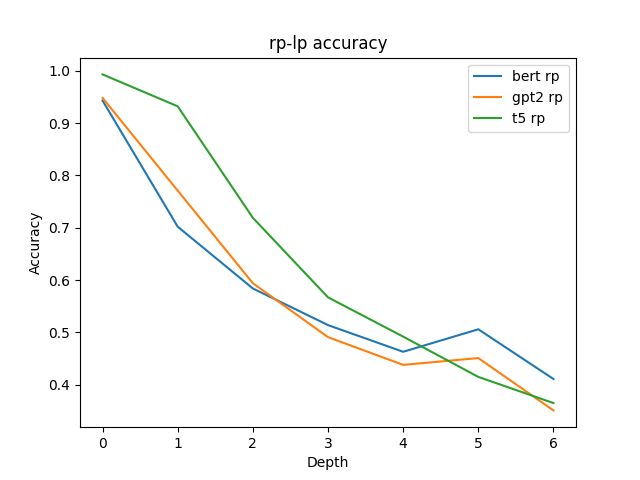 rp-lp accuracy
bert rp
gpt2 rp
t5 rp
Accuracy
1.0
0.9
0.8
0.7
0.6
0.5
0.4
0 1 2 3 4 5 6
Depth